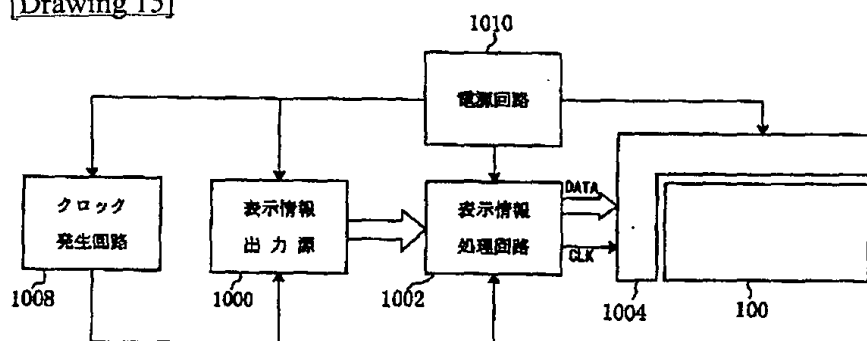 [Drawing 15]
1010
電源回路
クロック
発生回路
表示情報
出力源
表示情報
処理回路
DATA
CLK
1008
1000
1002
1004
100